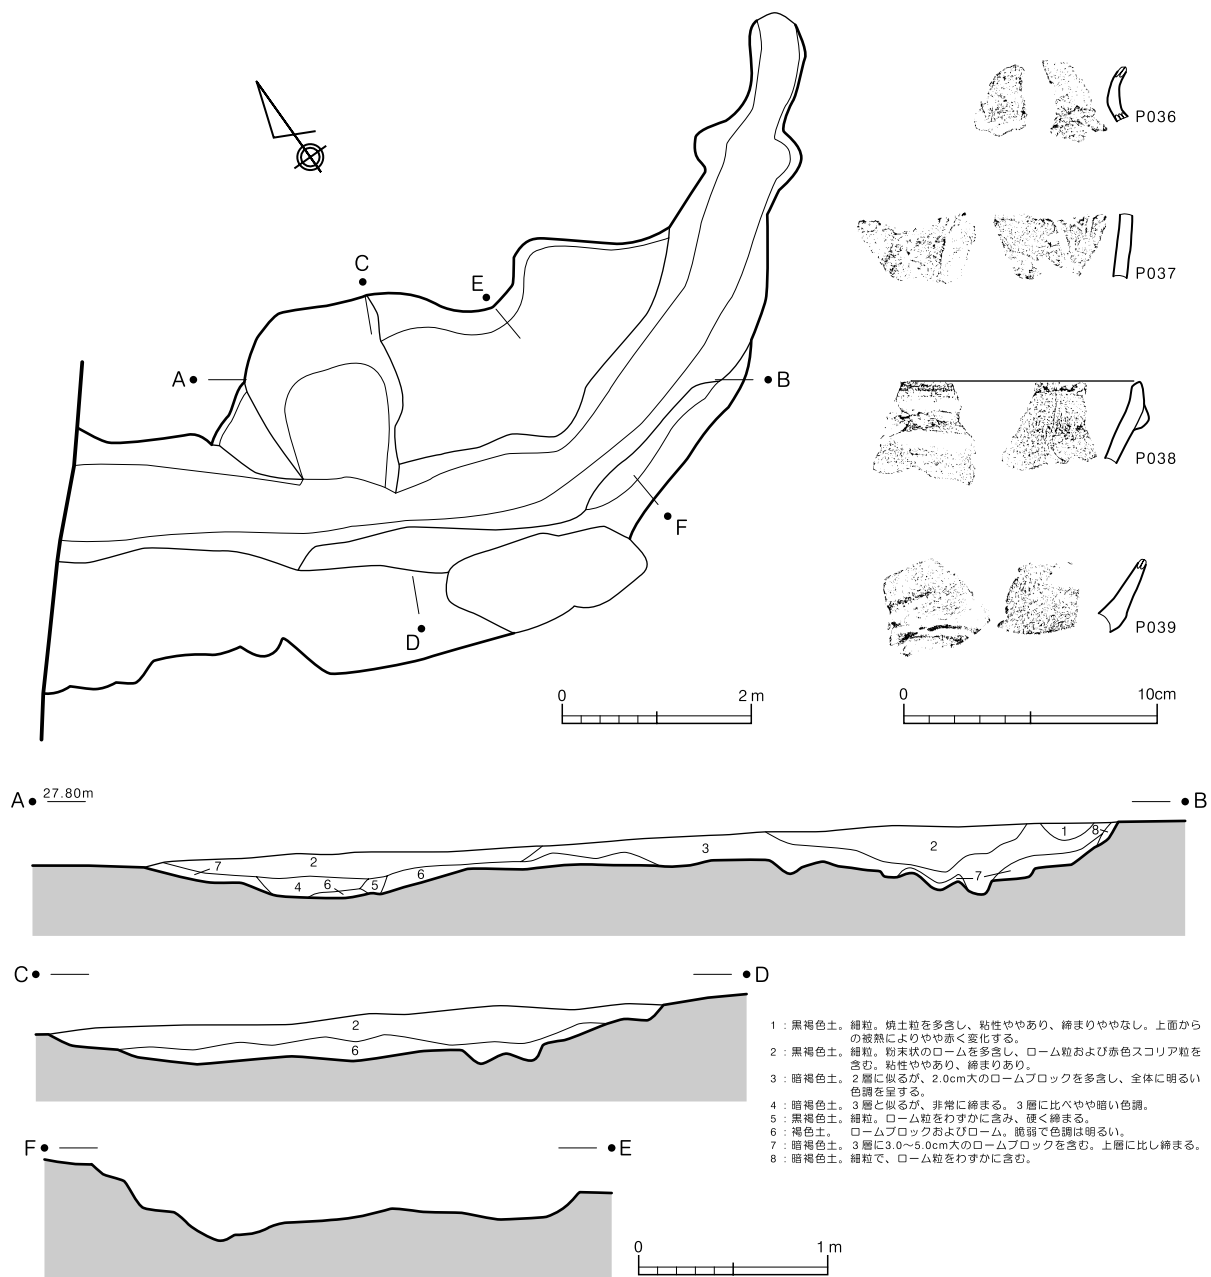 P036
P037
C
E
A
B
P038
F
D
P039
0 2 m
0 10cm
A 27.80m B
1 8
7 2 3 2
4 6 5 6 7
C D
2
6
1 : 黒褐色土。細粒。焼土粒を多含し、粘性ややあり、締まりややなし。上面から
の被熱によりやや赤く変化する。
2 : 黒褐色土。細粒。粉末状のロームを多含し、ローム粒および赤色スコリア粒を
含む。粘性ややあり、締まりあり。
3 : 暗褐色土。2層に似るが、2.0cm大のロームブロックを多含し、全体に明るい
色調を呈する。
4 : 暗褐色土。3層と似るが、非常に締まる。3層に比べやや暗い色調。
5 : 黒褐色土。細粒。ローム粒をわずかに含み、硬く締まる。
6 : 褐色土。 ロームブロックおよびローム。脆弱で色調は明るい。
7 : 暗褐色土。3層に3.0〜5.0cm大のロームブロックを含む。上層に比し締まる。
8 : 暗褐色土。細粒で、ローム粒をわずかに含む。
F E
0 1 m